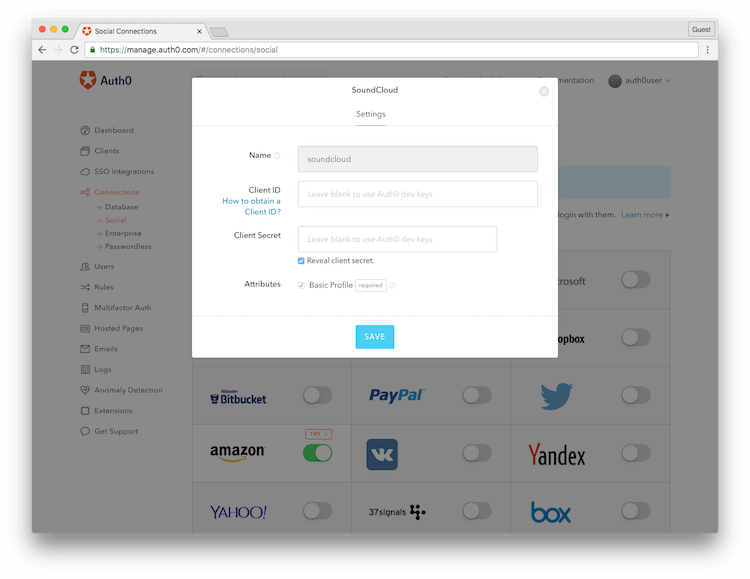 Social Connections
Guest
https://manage.auth0.com/#/connections/social
Auth0
auth0user
SoundCloud
Settings
Dashboard
Clients
SSO Integrations
Connections
Database
Social
Enterprise
Passwordless
Users
Rules
Multifactor Auth
Hosted Pages
Emails
Logs
Anomaly Detection
Extensions
Get Support
Name
soundcloud
Client ID
How to obtain a
Client ID?
Leave blank to use Auth0 dev keys
Client Secret
Leave blank to use Auth0 dev keys
Reveal client secret.
Attributes
Basic Profile required
SAVE
login with them. Learn more
Atlassian
Bitbucket
PayPal
TRY
amazon
VK
Yandex
YAHOO!
37signals
box